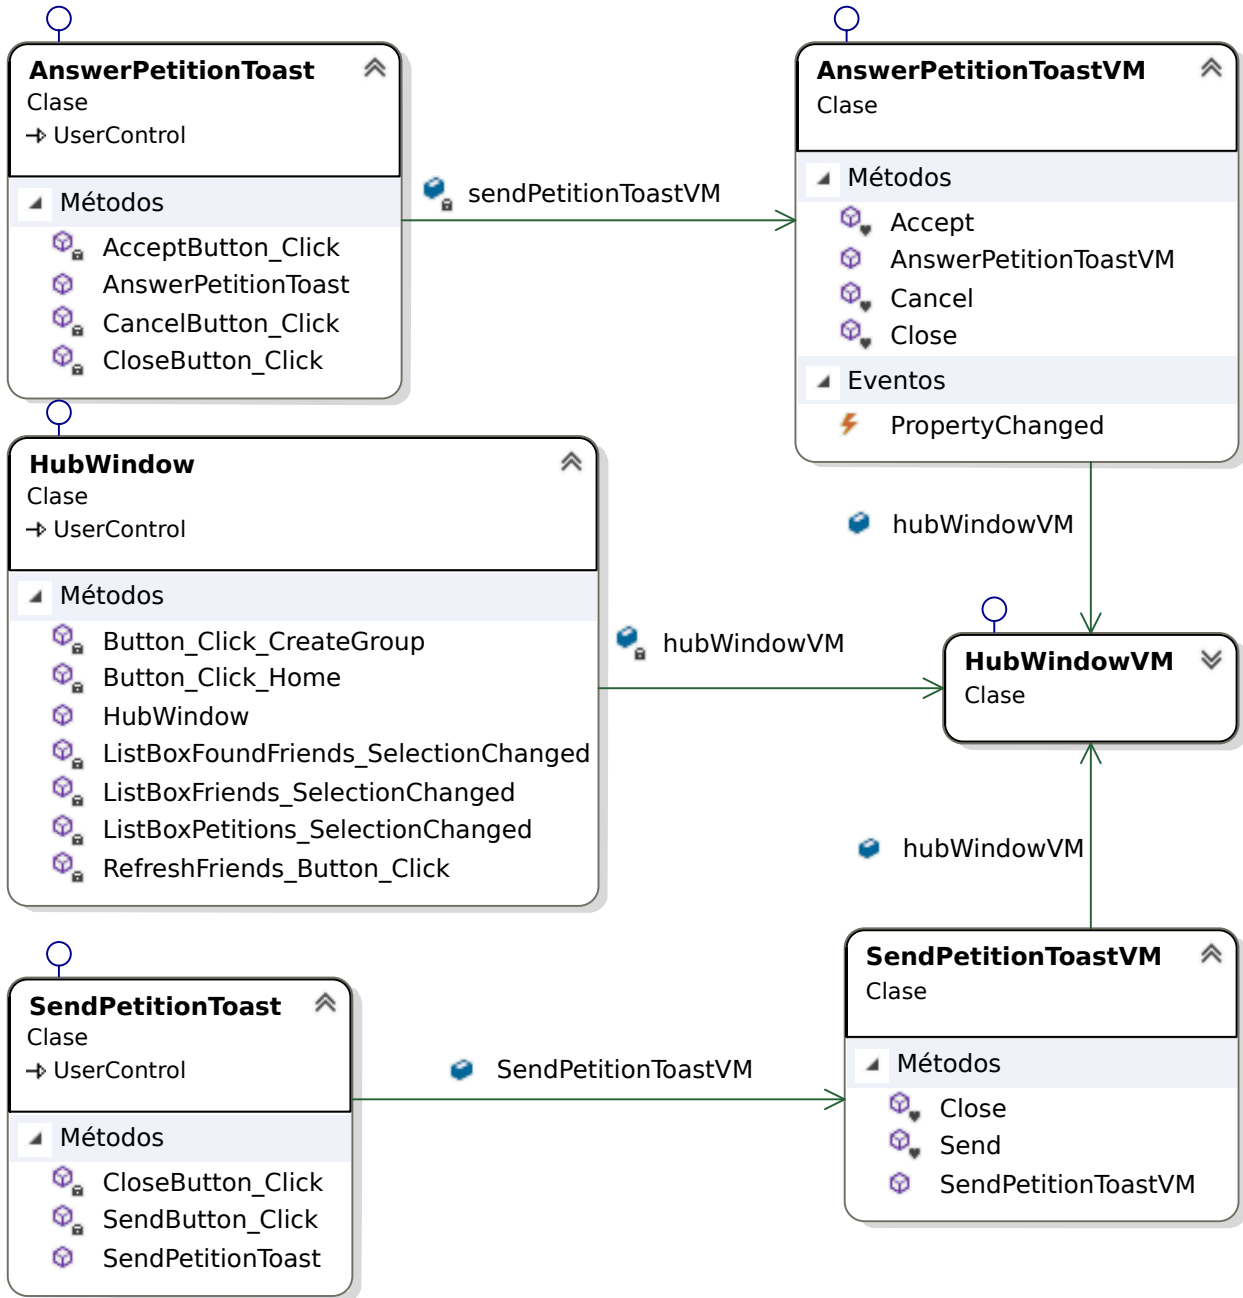 AnswerPetitionToast
Clase
UserControl
Métodos
AcceptButton_Click
AnswerPetitionToast
CancelButton_Click
CloseButton_Click
sendPetitionToastVM
AnswerPetitionToastVM
Clase
Métodos
Accept
AnswerPetitionToastVM
Cancel
Close
Eventos
PropertyChanged
hubWindowVM
HubWindow
Clase
UserControl
Métodos
Button_Click_CreateGroup
Button_Click_Home
HubWindow
ListBoxFoundFriends_SelectionChanged
ListBoxFriends_SelectionChanged
ListBoxPetitions_SelectionChanged
RefreshFriends_Button_Click
hubWindowVM
HubWindowVM
Clase
hubWindowVM
SendPetitionToast
Clase
UserControl
Métodos
CloseButton_Click
SendButton_Click
SendPetitionToast
SendPetitionToastVM
SendPetitionToastVM
Clase
Métodos
Close
Send
SendPetitionToastVM